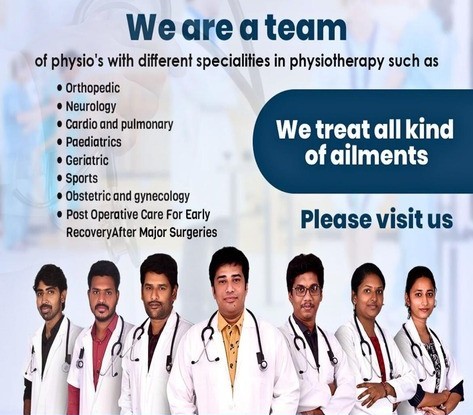 We are a team
of physio's with different specialities in physiotherapy such as
• Orthopedic
• Neurology
• Cardio and pulmonary
• Paediatrics
• Geriatric
• Sports
• Obstetric and gynecology
• Post Operative Care For Early
RecoveryAfter Major Surgeries
We treat all kind
of ailments
Please visit us